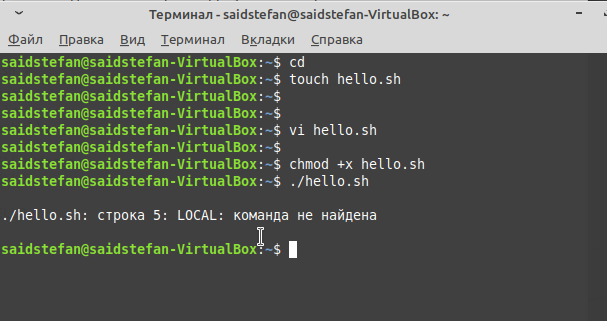 Терминал - saidstefan@saidstefan-VirtualBox: ~
Файл Правка Вид Терминал Вкладки Справка
saidstefan@saidstefan-VirtualBox:~$ cd
saidstefan@saidstefan-VirtualBox:~$ touch hello.sh
saidstefan@saidstefan-VirtualBox:~$
saidstefan@saidstefan-VirtualBox:~$
saidstefan@saidstefan-VirtualBox:~$ vi hello.sh
saidstefan@saidstefan-VirtualBox:~$
saidstefan@saidstefan-VirtualBox:~$ chmod +x hello.sh
saidstefan@saidstefan-VirtualBox:~$ ./hello.sh
./hello.sh: строка 5: LOCAL: команда не найдена
saidstefan@saidstefan-VirtualBox:~$